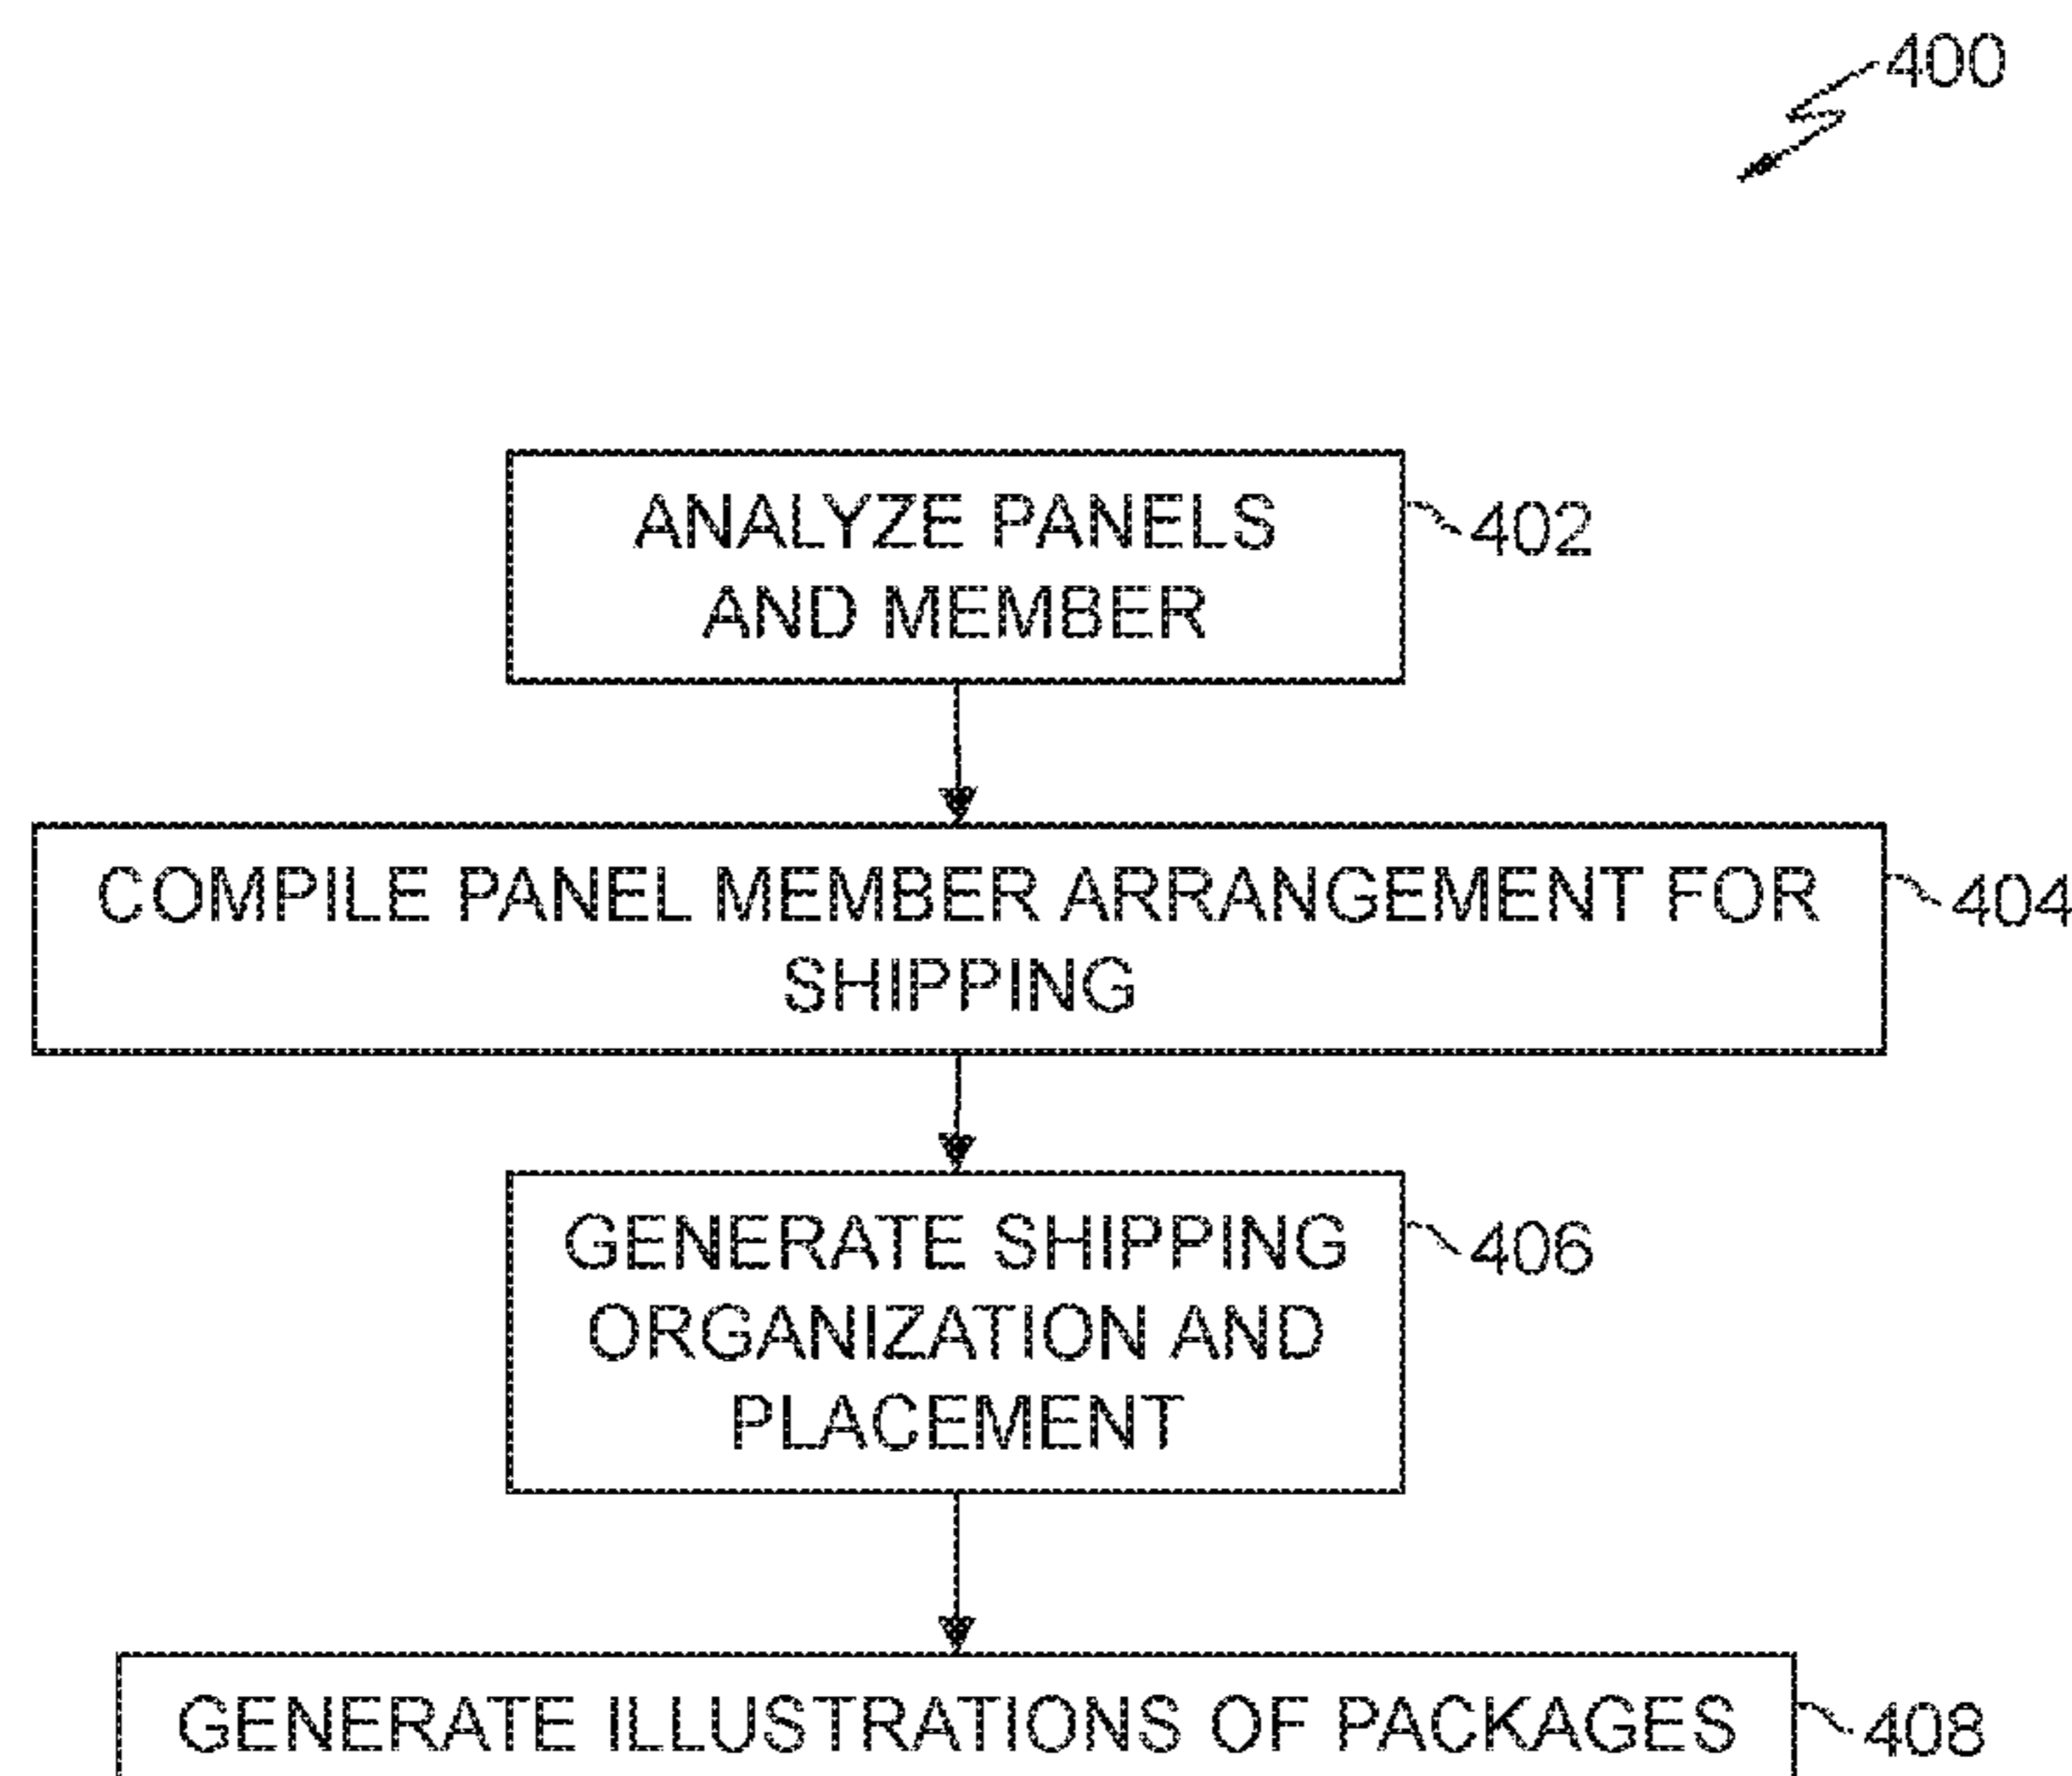 400
ANALYZE PANELS
AND MEMBER
402
COMPILE PANEL MEMBER ARRANGEMENT FOR
SHIPPING
404
GENERATE SHIPPING
ORGANIZATION AND
PLACEMENT
406
GENERATE ILLUSTRATIONS OF PACKAGES
408